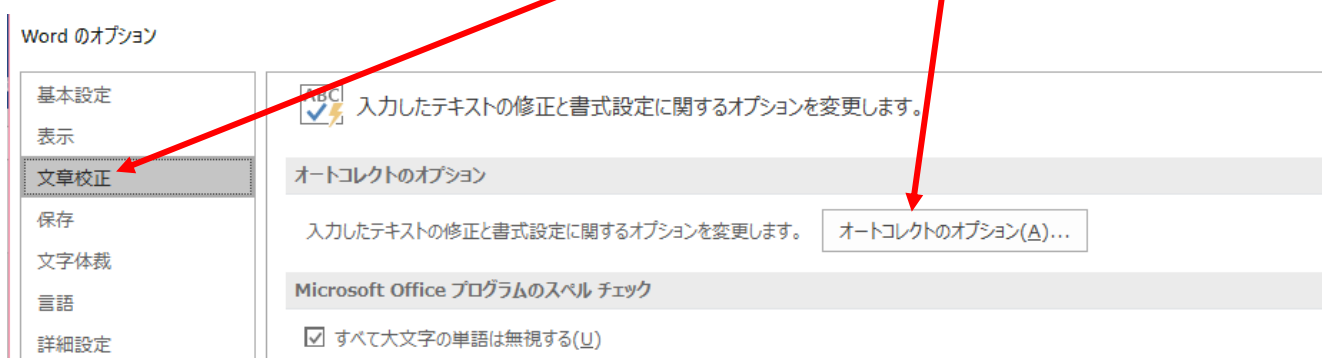 Word のオプション
基本設定
表示
文章校正
保存
文字体裁
言語
詳細設定
ABC
入力したテキストの修正と書式設定に関するオプションを変更します。
オートコレクトのオプション
入力したテキストの修正と書式設定に関するオプションを変更します。 オートコレクトのオプション(A)...
Microsoft Office プログラムのスペル チェック
すべて大文字の単語は無視する(U)